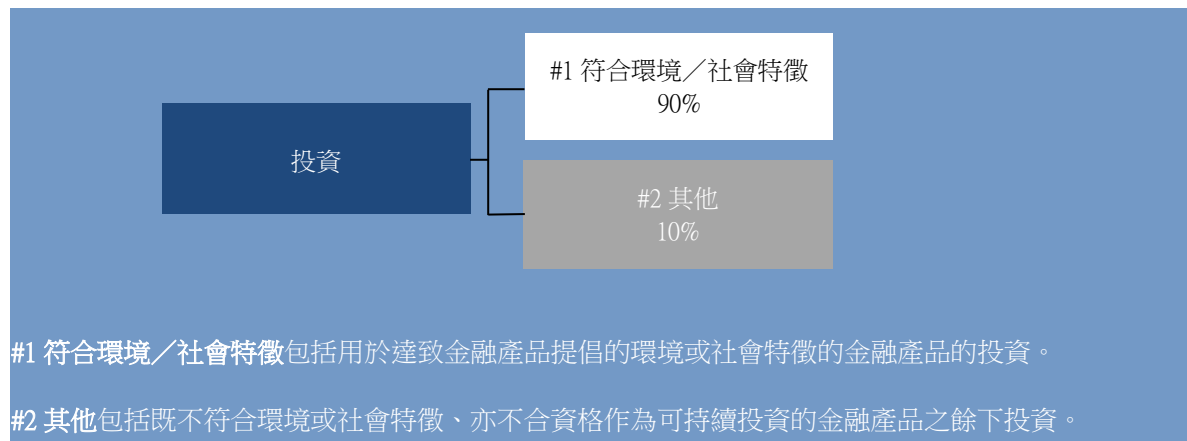 #1 符合環境／社會特徵
90%
投資
#2 其他
10%
#1 符合環境／社會特徵包括用於達致金融產品提倡的環境或社會特徵的金融產品的投資。
#2 其他包括既不符合環境或社會特徵、亦不合資格作為可持續投資的金融產品之餘下投資。